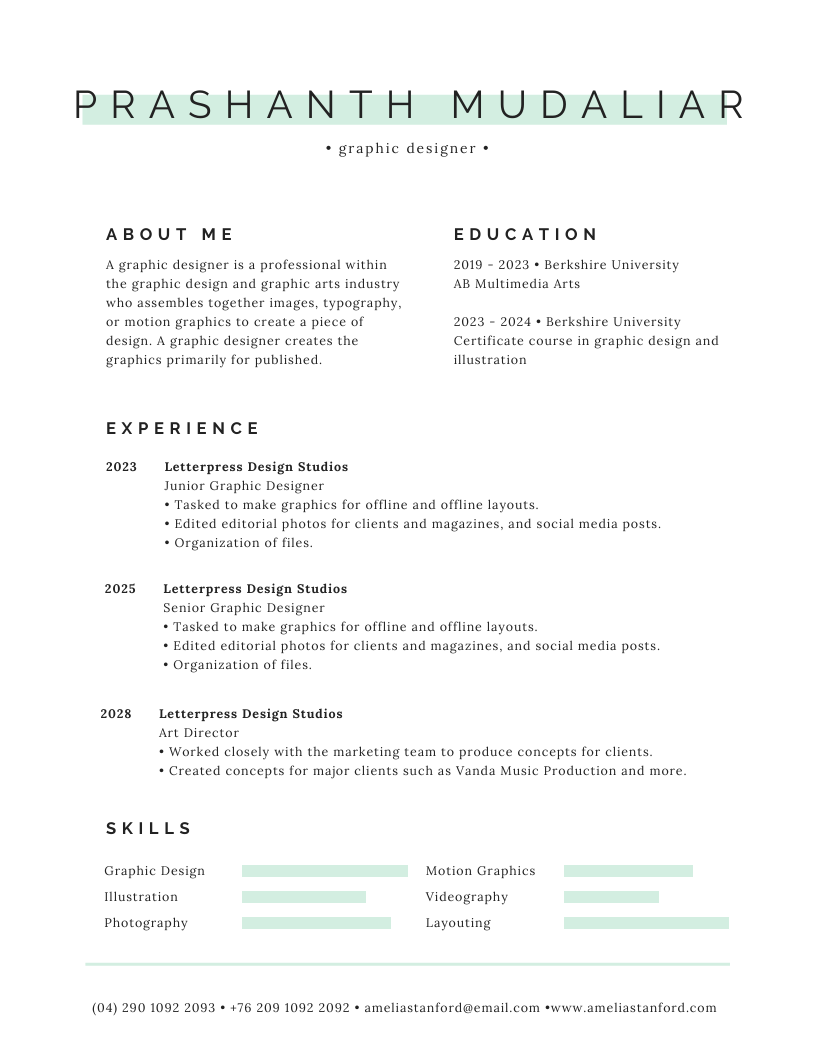 PRASHANTH MUDALIAR
• graphic designer •
ABOUT ME
A graphic designer is a professional within
the graphic design and graphic arts industry
who assembles together images, typography,
or motion graphics to create a piece of
design. A graphic designer creates the
graphics primarily for published.
EDUCATION
2019 - 2023 • Berkshire University
AB Multimedia Arts
2023 - 2024 • Berkshire University
Certificate course in graphic design and
illustration
EXPERIENCE
2023 Letterpress Design Studios
Junior Graphic Designer
• Tasked to make graphics for offline and offline layouts.
• Edited editorial photos for clients and magazines, and social media posts.
• Organization of files.
2025 Letterpress Design Studios
Senior Graphic Designer
• Tasked to make graphics for offline and offline layouts.
• Edited editorial photos for clients and magazines, and social media posts.
• Organization of files.
2028 Letterpress Design Studios
Art Director
• Worked closely with the marketing team to produce concepts for clients.
• Created concepts for major clients such as Vanda Music Production and more.
SKILLS
Graphic Design
Illustration
Photography
Motion Graphics
Videography
Layouting
(04) 290 1092 2093 • +76 209 1092 2092 • ameliastanford@email.com •www.ameliastanford.com